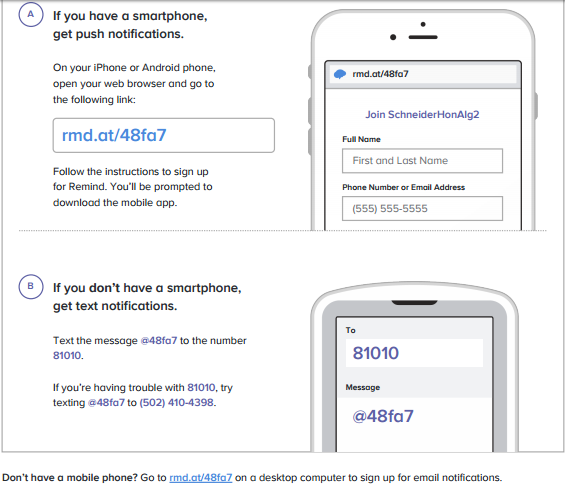 A
If you have a smartphone,
get push notifications.
On your iPhone or Android phone,
open your web browser and go to
the following link:
rmd.at/48fa7
Follow the instructions to sign up
for Remind. You'll be prompted to
download the mobile app.
rmd.at/48fa7
Join SchneiderHonAlg2
Full Name
First and Last Name
Phone Number or Email Address
(555) 555-5555
B
If you don't have a smartphone,
get text notifications.
Text the message @48fa7 to the number
81010.
If you're having trouble with 81010, try
texting @48fa7 to (502) 410-4398.
To
81010
Message
@48fa7
Don't have a mobile phone? Go to rmd.at/48fa7 on a desktop computer to sign up for email notifications.